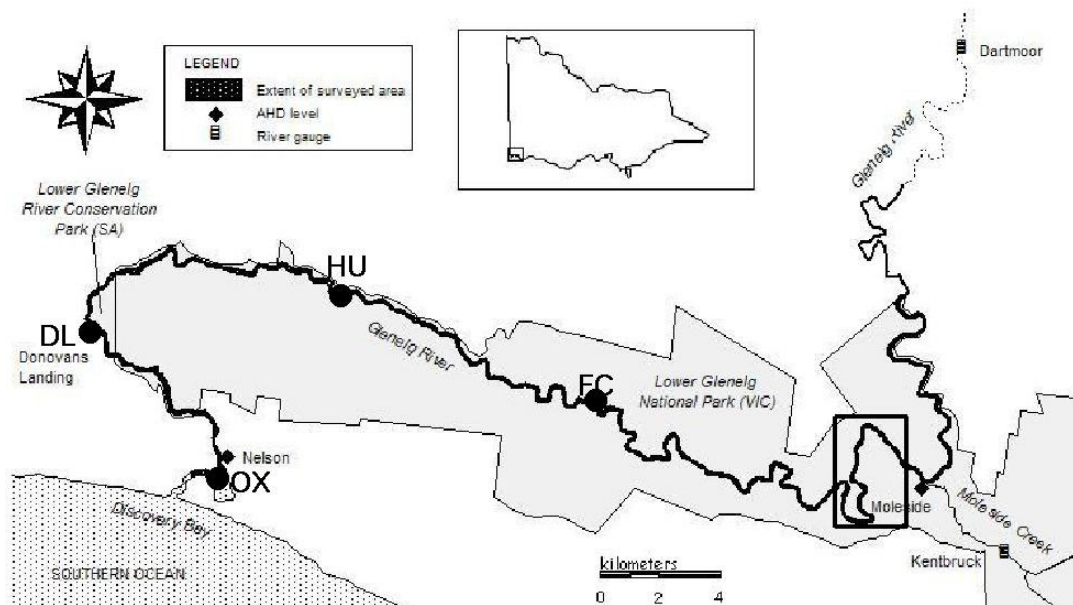 Dartmoor
LEGEND
Extent of surveyed area
AHD level
River gauge
Glenelg River
Lower Glenelg
River Conservation
Park (SA)
HU
DL
Donovans
Landing
Glenelg River
FC
Lower Glenelg
National Park (VIC)
Nelson
OX
Moleside
Moleside Creek
Discovery Bay
Kentbruck
kilometers
SOUTHERN OCEAN
0 2 4